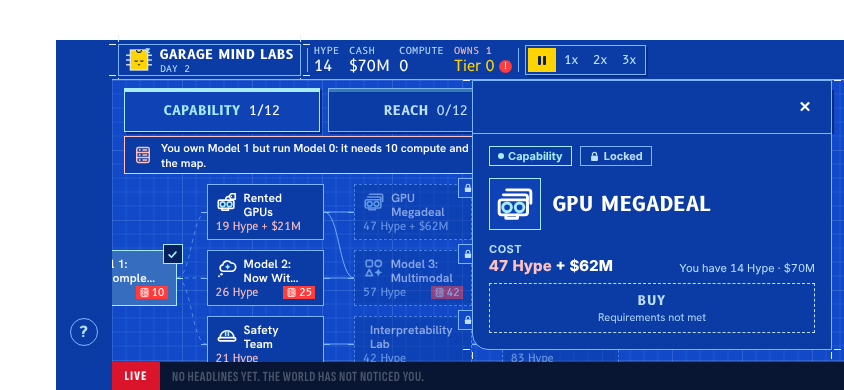 GARAGE MIND LABS
DAY 2
HYPE
14
CASH
$70M
COMPUTE
0
OWNS 1
Tier 0 !
1x 2x 3x
CAPABILITY 1/12
REACH 0/12
You own Model 1 but run Model 0: it needs 10 compute and
the map.
1:
omple...
10
Rented
GPUs
19 Hype + $21M
Model 2:
Now Wit...
26 Hype
25
Safety
Team
21 Hype
GPU
Megadeal
47 Hype + $62M
Model 3:
Multimodal
57 Hype
42
Interpretability
Lab
42 Hype
83 Hype
×
Capability
Locked
GPU MEGADEAL
COST
47 Hype + $62M
You have 14 Hype · $70M
BUY
Requirements not met
?
LIVE
NO HEADLINES YET. THE WORLD HAS NOT NOTICED YOU.